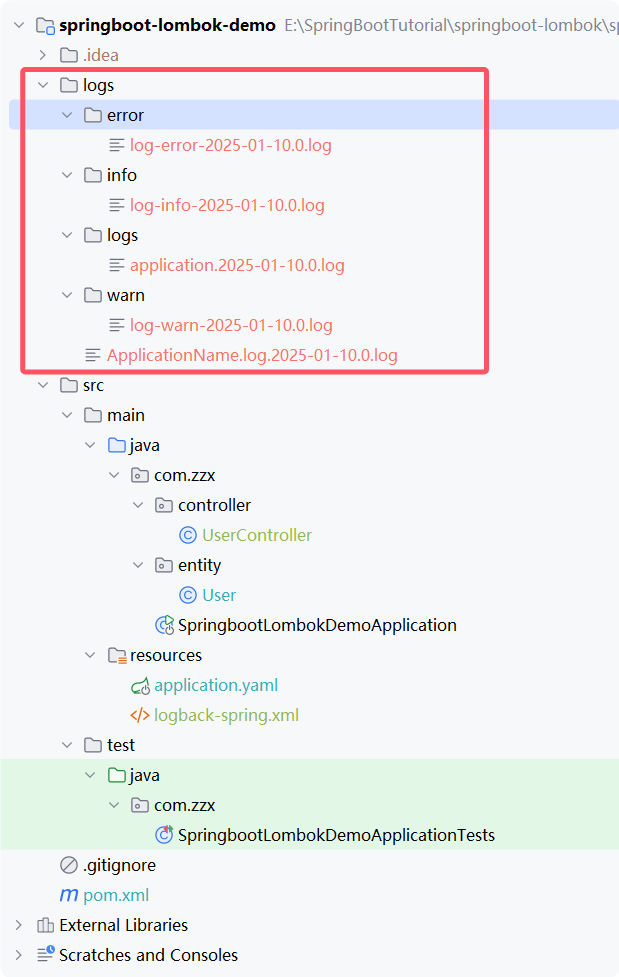 springboot-lombok-demo E:\SpringBootTutorial\springboot-lombok\sp
.idea
logs
error
log-error-2025-01-10.0.log
info
log-info-2025-01-10.0.log
logs
application.2025-01-10.0.log
warn
log-warn-2025-01-10.0.log
ApplicationName.log.2025-01-10.0.log
src
main
java
com.zzx
controller
UserController
entity
User
SpringbootLombokDemoApplication
resources
application.yaml
logback-spring.xml
test
java
com.zzx
SpringbootLombokDemoApplicationTests
.gitignore
pom.xml
External Libraries
Scratches and Consoles